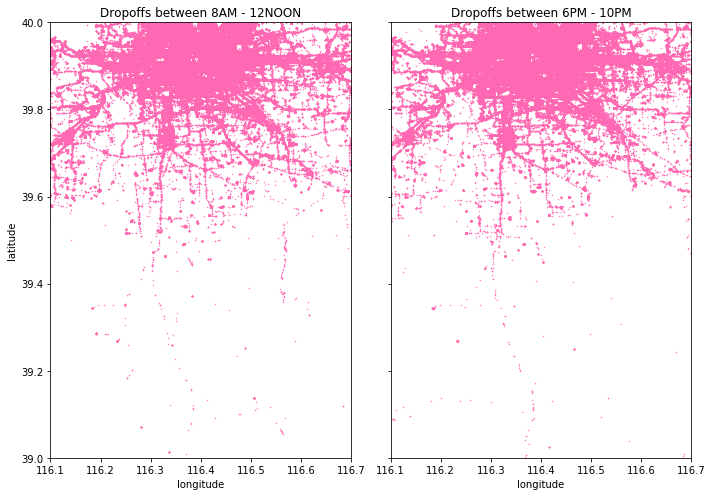 Dropoffs between 8AM - 12NOON
Dropoffs between 6PM - 10PM
40.0
39.8
39.6
39.4
39.2
39.0
latitude
116.1 116.2 116.3 116.4 116.5 116.6 116.7
116.1 116.2 116.3 116.4 116.5 116.6 116.7
longitude
longitude